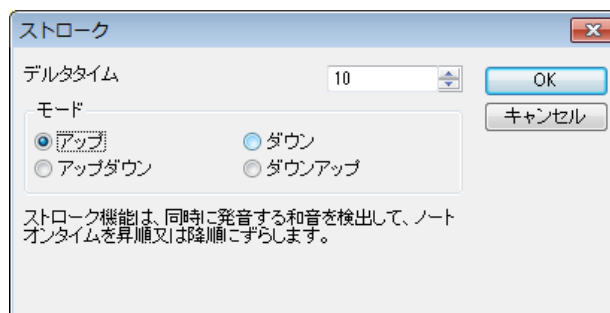 ストローク
デルタタイム 10 OK
モード キャンセル
アップ ダウン
アップダウン ダウンアップ
ストローク機能は、同時に発音する和音を検出して、ノート
オンタイムを昇順又は降順にずらします。